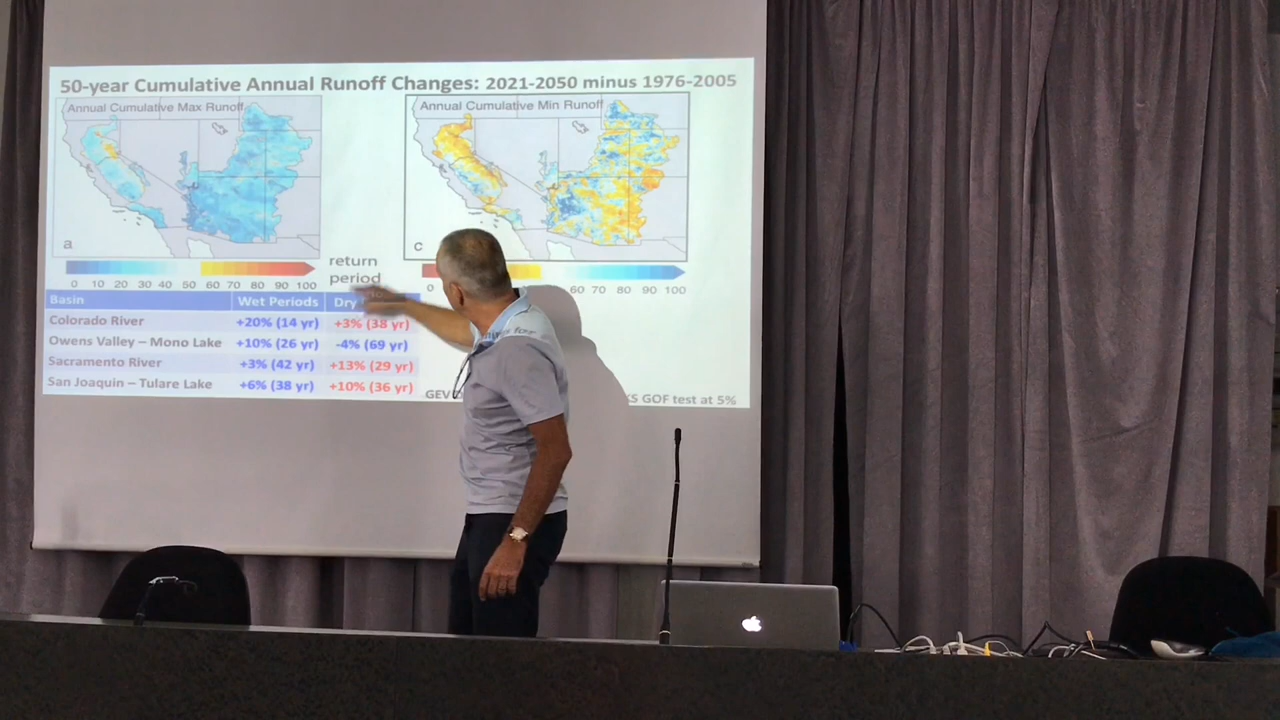 50-year Cumulative Annual Runoff Changes: 2021-2050 minus 1976-2005
Annual Cumulative Max Runoff
Annual Cumulative Min Runoff
a
c
return
period
0 10 20 30 40 50 60 70 80 90 100
0 60 70 80 90 100
Basin Wet Periods Dry
Colorado River +20% (14 yr) +3% (38 yr)
Owens Valley – Mono Lake +10% (26 yr) -4% (69 yr)
Sacramento River +3% (42 yr) +13% (29 yr)
San Joaquin – Tulare Lake +6% (38 yr) +10% (36 yr)
GEV GOF test at 5%